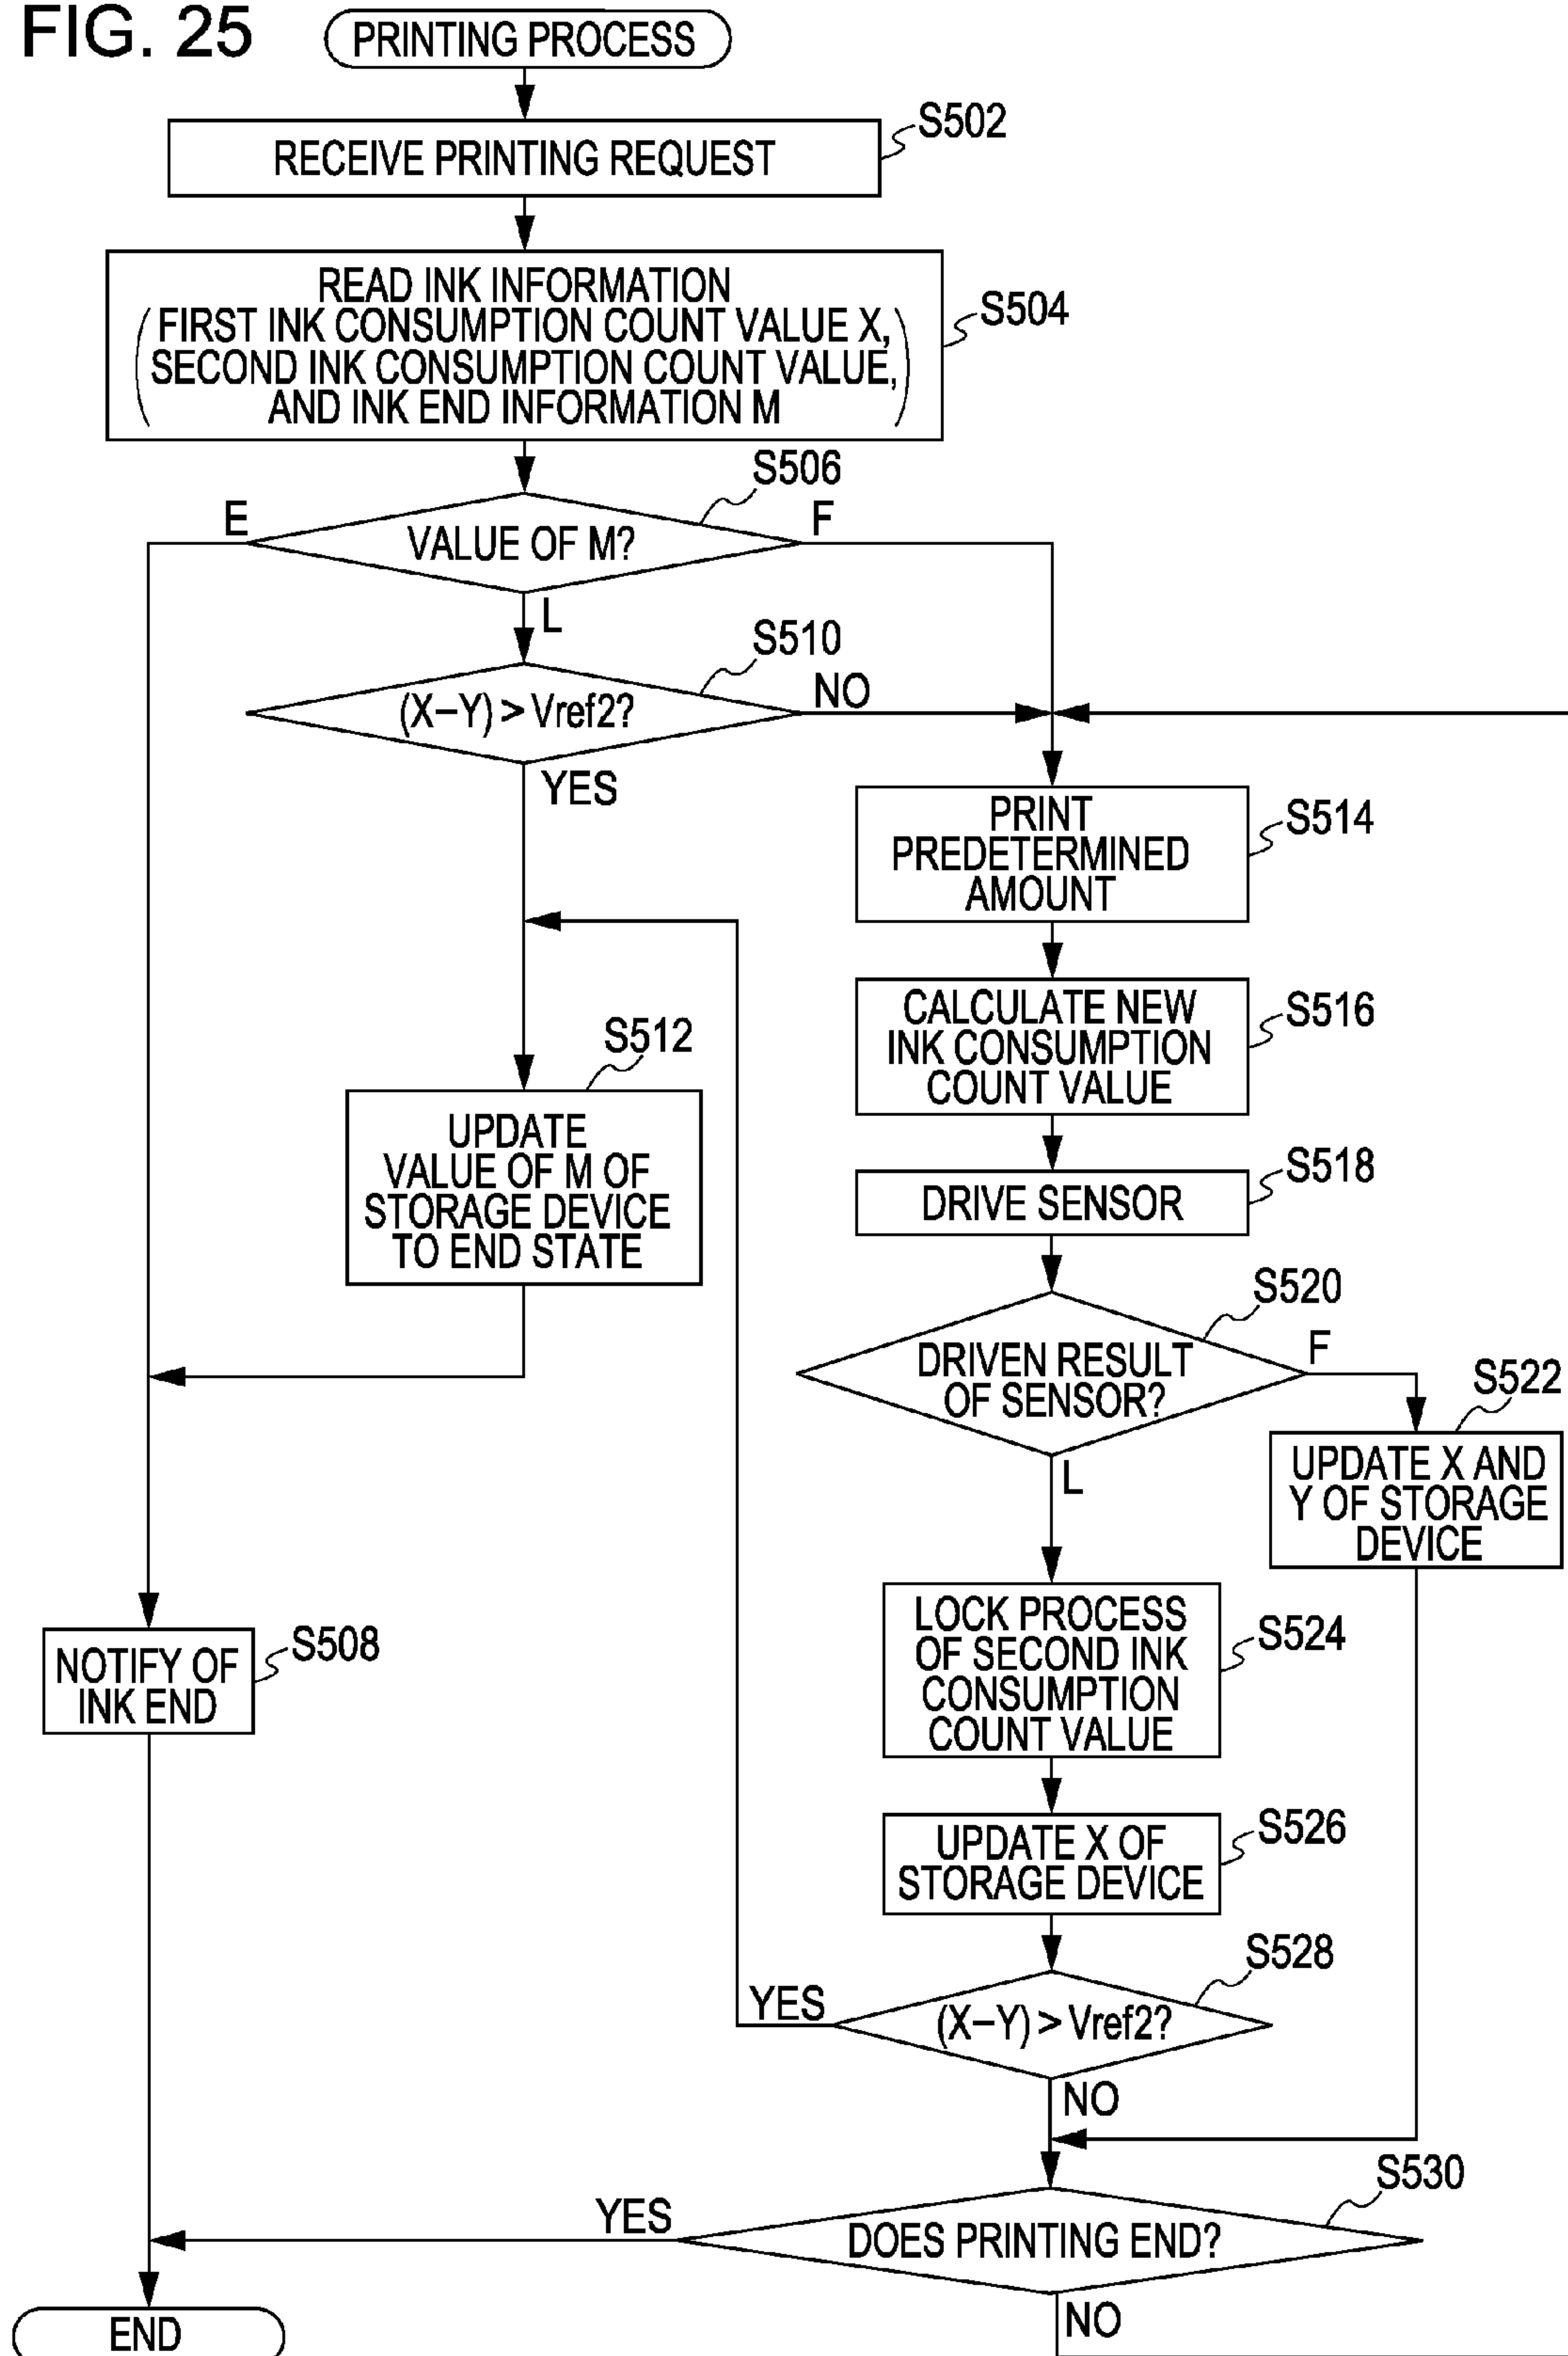 FIG. 25
PRINTING PROCESS
S502
RECEIVE PRINTING REQUEST
S504
READ INK INFORMATION
(FIRST INK CONSUMPTION COUNT VALUE X,
SECOND INK CONSUMPTION COUNT VALUE,
AND INK END INFORMATION M)
S506
E
VALUE OF M?
F
L
S510
(X–Y) > Vref2?
NO
YES
PRINT
PREDETERMINED
AMOUNT
S514
CALCULATE NEW
INK CONSUMPTION
COUNT VALUE
S516
S512
UPDATE
VALUE OF M OF
STORAGE DEVICE
TO END STATE
DRIVE SENSOR
S518
S520
DRIVEN RESULT
OF SENSOR?
F
L
S522
UPDATE X AND
Y OF STORAGE
DEVICE
LOCK PROCESS
OF SECOND INK
CONSUMPTION
COUNT VALUE
S524
NOTIFY OF
INK END
S508
UPDATE X OF
STORAGE DEVICE
S526
S528
YES
(X–Y) > Vref2?
NO
S530
YES
DOES PRINTING END?
NO
END